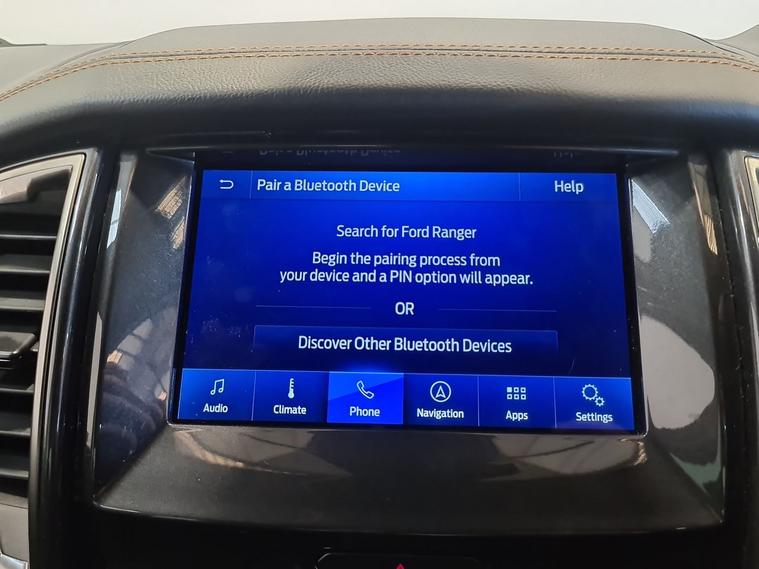 Pair a Bluetooth Device
Help
Search for Ford Ranger
Begin the pairing process from
your device and a PIN option will appear.
OR
Discover Other Bluetooth Devices
Audio
Climate
Phone
Navigation
Apps
Settings